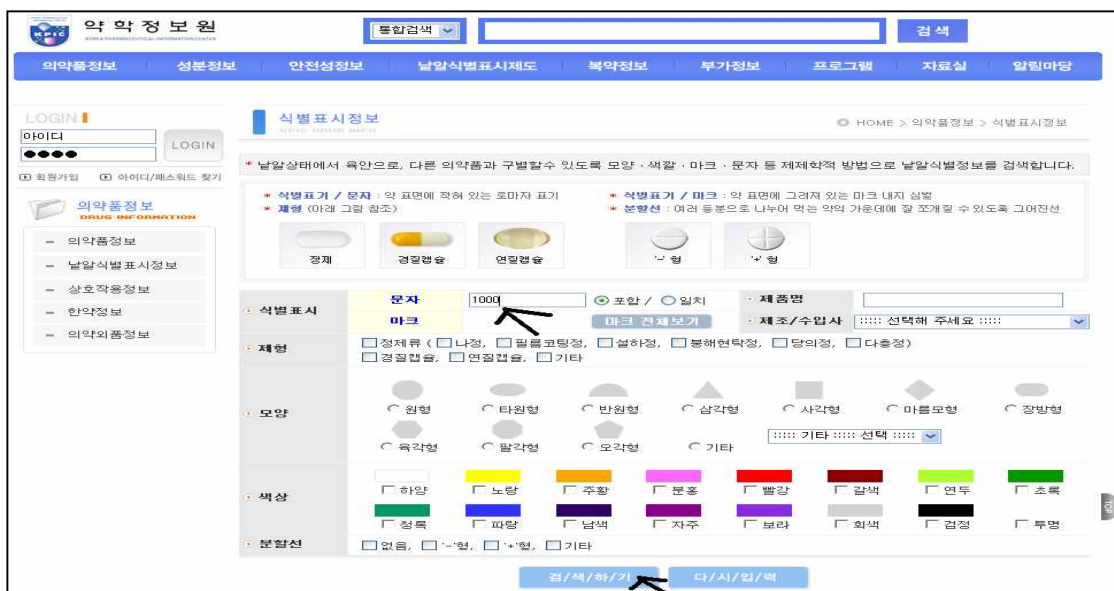 KPIC 약학정보원
KOREA PHARMACEUTICAL INFORMATION CENTER
통합검색 검색
의약품정보 성분정보 안전성정보 낱알식별표시제도 복약정보 부가정보 프로그램 자료실 알림마당
LOGIN
아이디
●●●●
LOGIN
회원가입 아이디/패스워드 찾기
의약품정보
DRUG INFORMATION
- 의약품정보
- 낱알식별표시정보
- 상호작용정보
- 한약정보
- 의약외품정보
식별표시정보
KPIC DRUG INFO
HOME > 의약품정보 > 식별표시정보
* 낱알상태에서 육안으로, 다른 의약품과 구별할수 있도록 모양 · 색깔 · 마크 · 문자 등 제제학적 방법으로 낱알식별정보를 검색합니다.
* 식별표기 / 문자 : 약 표면에 적혀 있는 로마자 표기 * 식별표기 / 마크 : 약 표면에 그려져 있는 마크 내지 심벌
* 제형 (아래 그림 참조) * 분할선 : 여러 등분으로 나누어 먹는 약의 가운데에 잘 쪼개질 수 있도록 그어진선
정제 경질캡슐 연질캡슐 '-' 형 '+' 형
식별표시 문자 1000 포함 / 일치 제품명
마크 마크 전체보기 제조/수입사 ::::: 선택해 주세요 :::::
제형 정제류 ( 나정, 필름코팅정, 설하정, 붕해현탁정, 당의정, 다층정)
경질캡슐, 연질캡슐, 기타
모양 원형 타원형 반원형 삼각형 사각형 마름모형 장방형
육각형 팔각형 오각형 기타 ::::: 기타 ::::: 선택 :::::
색상 하양 노랑 주황 분홍 빨강 갈색 연두 초록
청록 파랑 남색 자주 보라 회색 검정 투명
분할선 없음, '-'형, '+'형, 기타
검/색/하/기 다/시/입/력
TOP